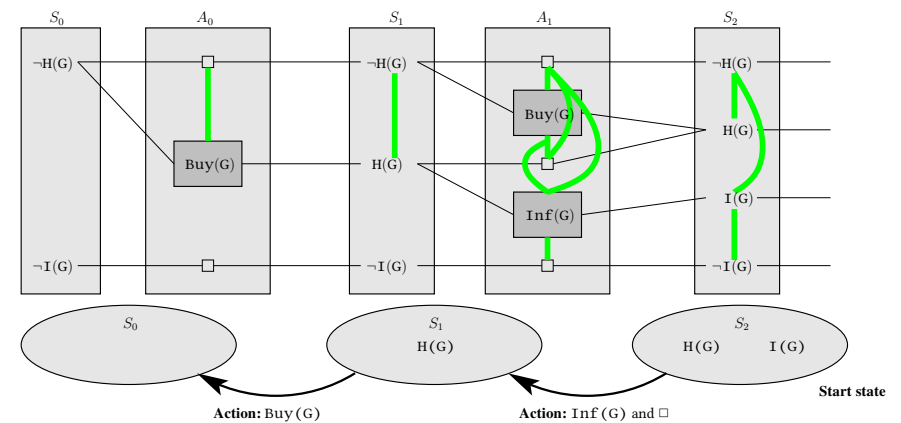 S₀ A₀ S₁ A₁ S₂
¬H(G) ¬H(G) ¬H(G)
Buy(G)
H(G)
Buy(G) H(G)
I(G)
Inf(G)
¬I(G) ¬I(G) ¬I(G)
S₀ S₁ S₂
H(G) H(G) I(G)
Start state
Action: Buy(G) Action: Inf(G) and □